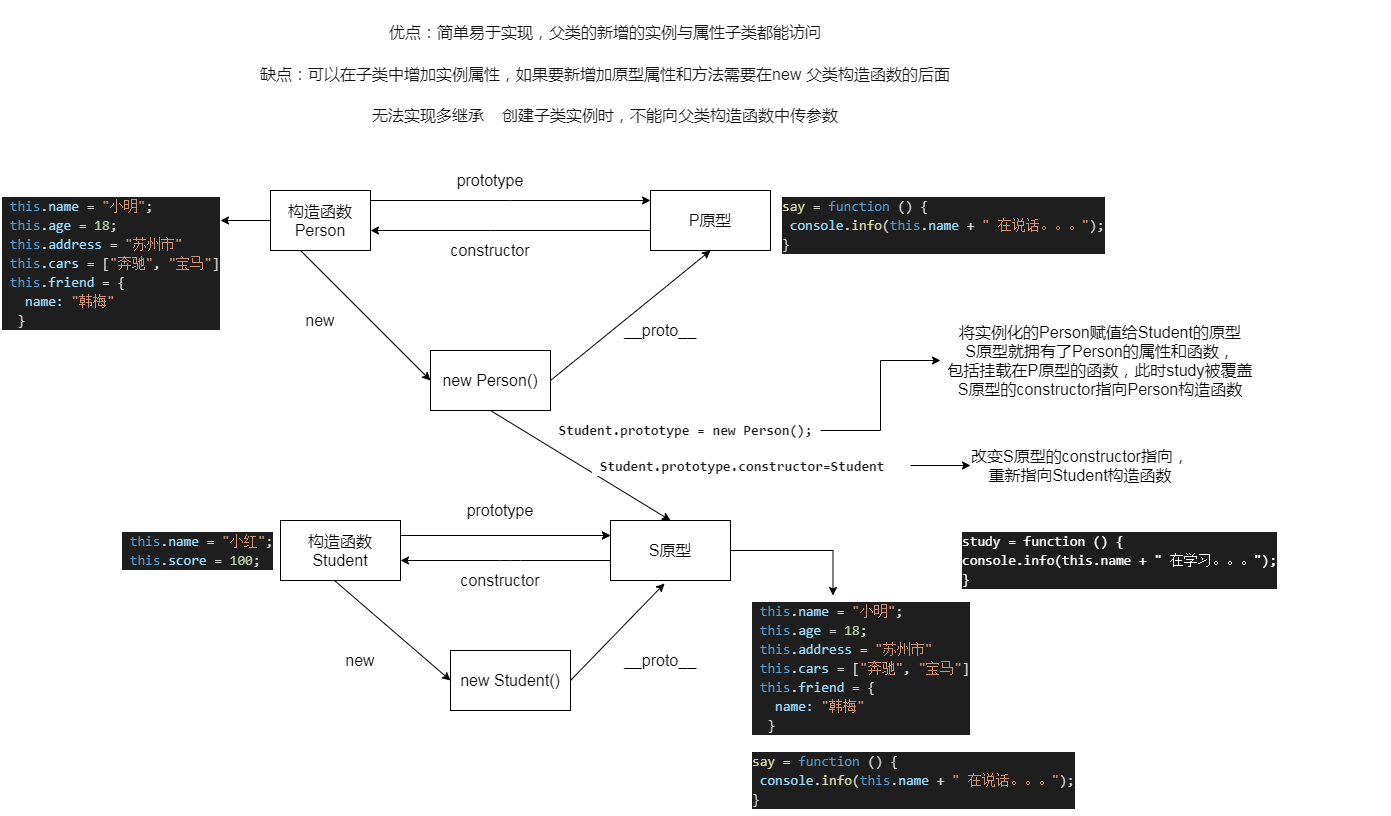 优点：简单易于实现，父类的新增的实例与属性子类都能访问
缺点：可以在子类中增加实例属性，如果要新增加原型属性和方法需要在new 父类构造函数的后面
无法实现多继承 创建子类实例时，不能向父类构造函数中传参数
prototype
this.name = "小明";
this.age = 18;
this.address = "苏州市"
this.cars = ["奔驰", "宝马"]
this.friend = {
name: "韩梅"
}
构造函数
Person
P原型
say = function () {
console.info(this.name + " 在说话。。。");
}
constructor
new
__proto__
new Person()
将实例化的Person赋值给Student的原型
S原型就拥有了Person的属性和函数，
包括挂载在P原型的函数，此时study被覆盖
S原型的constructor指向Person构造函数
Student.prototype = new Person();
Student.prototype.constructor=Student
改变S原型的constructor指向，
重新指向Student构造函数
prototype
this.name = "小红";
this.score = 100;
构造函数
Student
S原型
study = function () {
console.info(this.name + " 在学习。。。");
}
constructor
new
__proto__
new Student()
this.name = "小明";
this.age = 18;
this.address = "苏州市"
this.cars = ["奔驰", "宝马"]
this.friend = {
name: "韩梅"
}
say = function () {
console.info(this.name + " 在说话。。。");
}